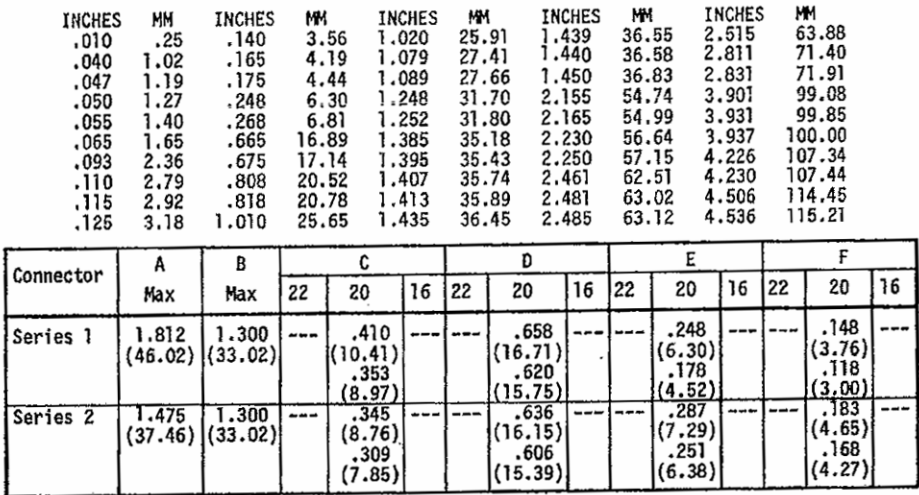 INCHES MM INCHES MM INCHES MM INCHES MM INCHES MM
.010 .25 .140 3.56 1.020 25.91 1.439 36.55 2.515 63.88
.040 1.02 .165 4.19 1.079 27.41 1.440 36.58 2.811 71.40
.047 1.19 .175 4.44 1.089 27.66 1.450 36.83 2.831 71.91
.050 1.27 .248 6.30 1.248 31.70 2.155 54.74 3.901 99.08
.055 1.40 .268 6.81 1.252 31.80 2.165 54.99 3.931 99.85
.065 1.65 .665 16.89 1.385 35.18 2.230 56.64 3.937 100.00
.093 2.36 .675 17.14 1.395 35.43 2.250 57.15 4.226 107.34
.110 2.79 .808 20.52 1.407 35.74 2.461 62.51 4.230 107.44
.115 2.92 .818 20.78 1.413 35.89 2.481 63.02 4.506 114.45
.125 3.18 1.010 25.65 1.435 36.45 2.485 63.12 4.536 115.21
Connector A B C D E F
Max Max 22 20 16 22 20 16 22 20 16 22 20 16
Series 1 1.812 1.300 --- .410 --- --- .658 --- --- .248 --- --- .148 ---
(46.02) (33.02) (10.41) (16.71) (6.30) (3.76)
.353 .620 .178 .118
(8.97) (15.75) (4.52) (3.00)
Series 2 1.475 1.300 --- .345 --- --- .636 --- --- .287 --- --- .183 ---
(37.46) (33.02) (8.76) (16.15) (7.29) (4.65)
.309 .606 .251 .168
(7.85) (15.39) (6.38) (4.27)